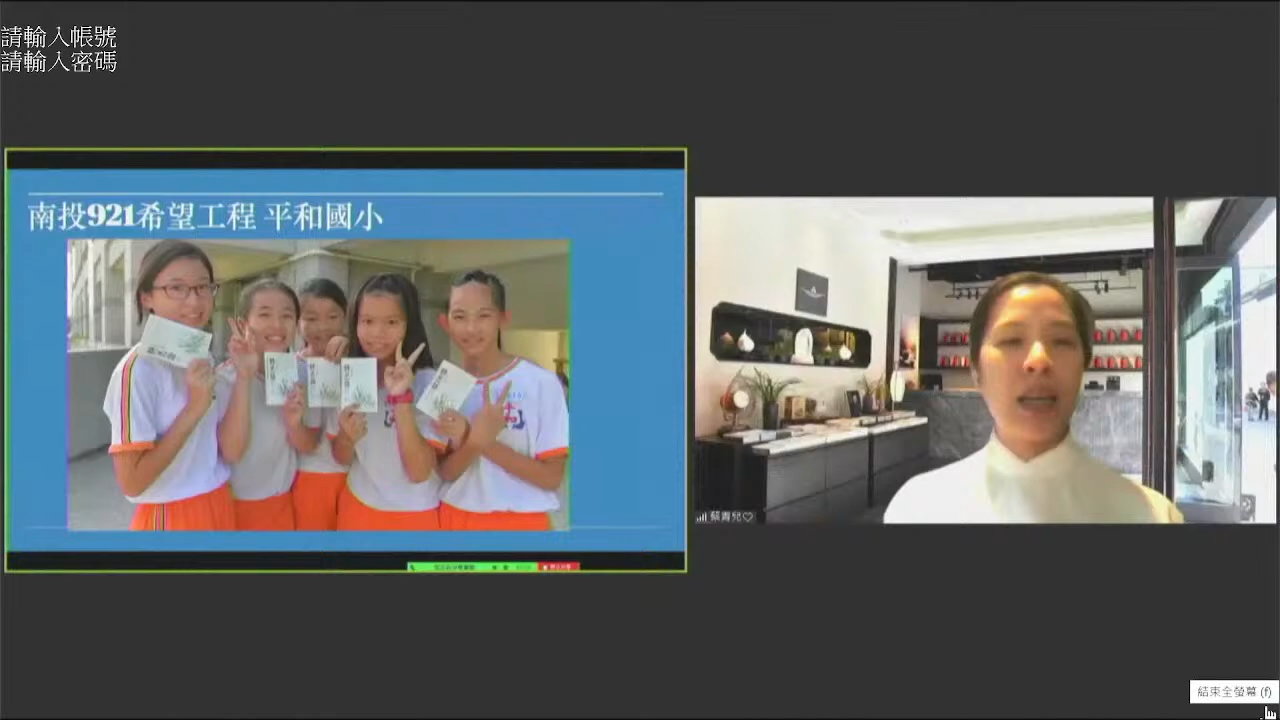 請輸入帳號
請輸入密碼
南投921希望工程 平和國小
蔡青兒♡
結束全螢幕 (f)